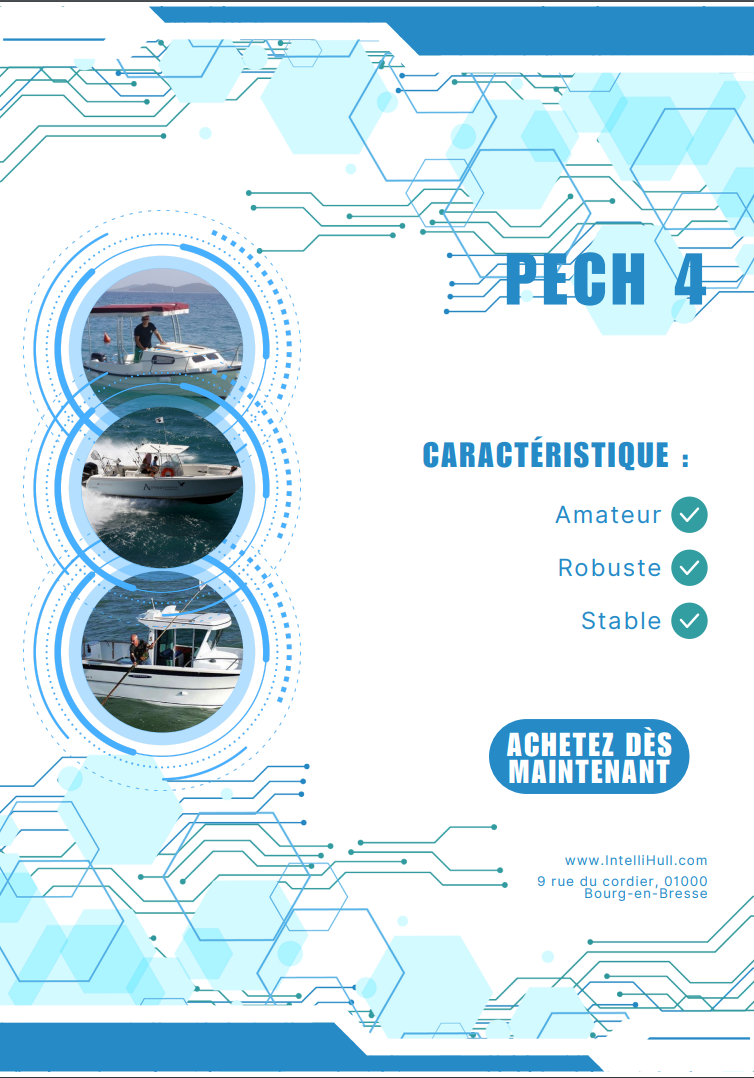 PECH 4
CARACTÉRISTIQUE :
Amateur
Robuste
Stable
ACHETEZ DÈS
MAINTENANT
www.IntelliHull.com
9 rue du cordier, 01000
Bourg-en-Bresse